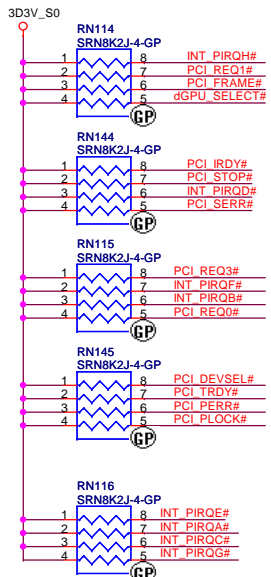 3D3V_S0
RN114
SRN8K2J-4-GP
1 8 INT_PIRQH#
2 7 PCI_REQ1#
3 6 PCI_FRAME#
4 5 dGPU_SELECT#
GP
RN144
SRN8K2J-4-GP
1 8 PCI_IRDY#
2 7 PCI_STOP#
3 6 INT_PIRQD#
4 5 PCI_SERR#
GP
RN115
SRN8K2J-4-GP
1 8 PCI_REQ3#
2 7 INT_PIRQF#
3 6 INT_PIRQB#
4 5 PCI_REQ0#
GP
RN145
SRN8K2J-4-GP
1 8 PCI_DEVSEL#
2 7 PCI_TRDY#
3 6 PCI_PERR#
4 5 PCI_PLOCK#
GP
RN116
SRN8K2J-4-GP
1 8 INT_PIRQE#
2 7 INT_PIRQA#
3 6 INT_PIRQC#
4 5 INT_PIRQG#
GP